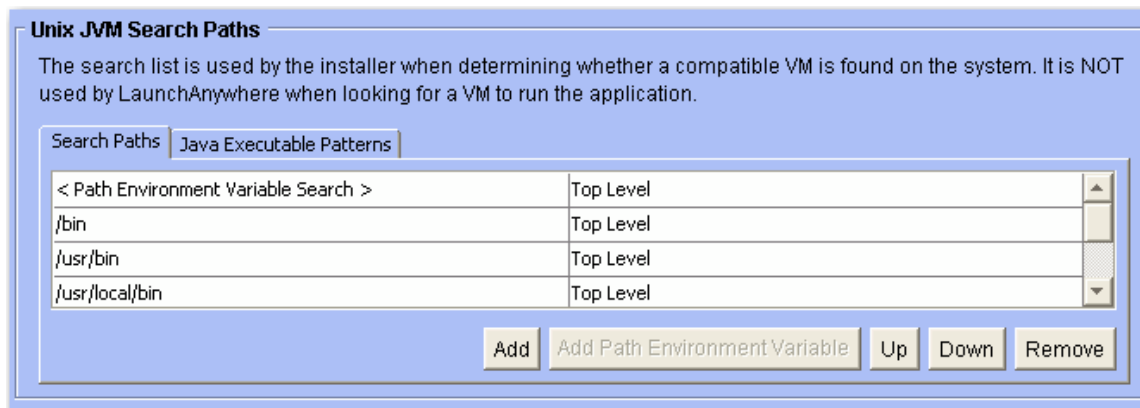 Unix JVM Search Paths
The search list is used by the installer when determining whether a compatible VM is found on the system. It is NOT
used by LaunchAnywhere when looking for a VM to run the application.
Search Paths Java Executable Patterns
< Path Environment Variable Search > Top Level
/bin Top Level
/usr/bin Top Level
/usr/local/bin Top Level
Add Add Path Environment Variable Up Down Remove